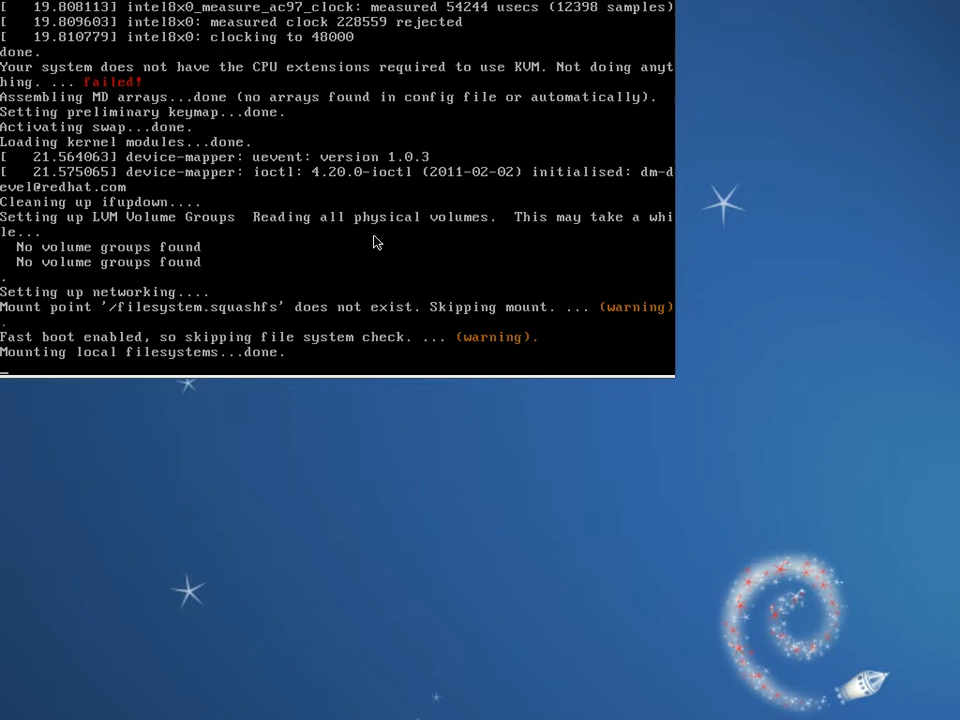 [   19.808113] intel8x0_measure_ac97_clock: measured 54244 usecs (12398 samples)
[   19.809603] intel8x0: measured clock 228559 rejected
[   19.810779] intel8x0: clocking to 48000
done.
Your system does not have the CPU extensions required to use KVM. Not doing anyt
hing. ... failed!
Assembling MD arrays...done (no arrays found in config file or automatically).
Setting preliminary keymap...done.
Activating swap...done.
Loading kernel modules...done.
[   21.564063] device-mapper: uevent: version 1.0.3
[   21.575065] device-mapper: ioctl: 4.20.0-ioctl (2011-02-02) initialised: dm-d
evel@redhat.com
Cleaning up ifupdown....
Setting up LVM Volume Groups  Reading all physical volumes.  This may take a whi
le...
  No volume groups found
  No volume groups found
.
Setting up networking....
Mount point '/filesystem.squashfs' does not exist. Skipping mount. ... (warning)
.
Fast boot enabled, so skipping file system check. ... (warning).
Mounting local filesystems...done.
_